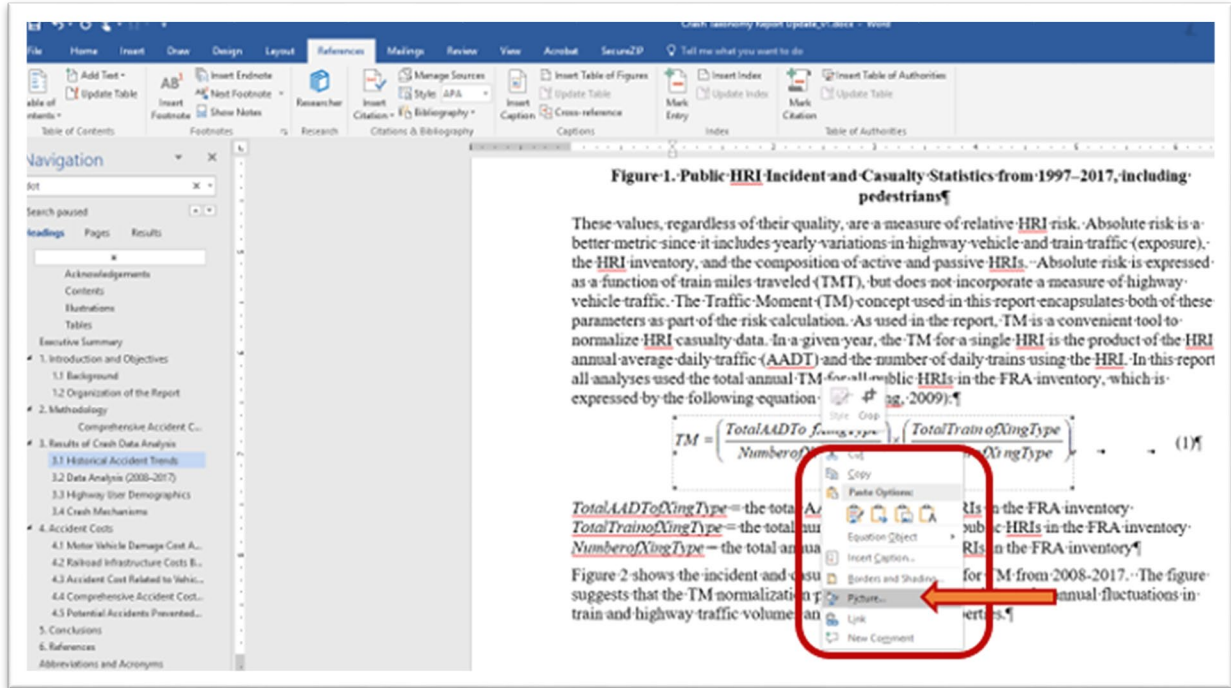 Crash Taxonomy Report Update_v1.docx - Word
File Home Insert Draw Design Layout References Mailings Review View Acrobat SecureZIP Tell me what you want to do
Add Text
Update Table
Table of Contents
AB¹
Insert Footnote
Insert Endnote
Next Footnote
Show Notes
Footnotes
Researcher
Research
Insert Citation
Manage Sources
Style: APA
Bibliography
Citations & Bibliography
Insert Caption
Insert Table of Figures
Update Table
Cross-reference
Captions
Mark Entry
Insert Index
Update Index
Index
Mark Citation
Insert Table of Authorities
Update Table
Table of Authorities
Navigation
dot
Search paused
Headings Pages Results
Acknowledgements
Contents
Illustrations
Tables
Executive Summary
1. Introduction and Objectives
1.1 Background
1.2 Organization of the Report
2. Methodology
Comprehensive Accident C...
3. Results of Crash Data Analysis
3.1 Historical Accident Trends
3.2 Data Analysis (2008-2017)
3.3 Highway User Demographics
3.4 Crash Mechanisms
4. Accident Costs
4.1 Motor Vehicle Damage Cost A...
4.2 Railroad Infrastructure Costs B...
4.3 Accident Cost Related to Vehic...
4.4 Comprehensive Accident Cost...
4.5 Potential Accidents Prevented...
5. Conclusions
6. References
Abbreviations and Acronyms
Figure·1.·Public·HRI·Incident·and·Casualty·Statistics·from·1997–2017,·including·
pedestrians¶
These·values,·regardless·of·their·quality,·are·a·measure·of·relative·HRI·risk.·Absolute·risk·is·a·
better·metric·since·it·includes·yearly·variations·in·highway·vehicle·and·train·traffic·(exposure),·
the·HRI·inventory,·and·the·composition·of·active·and·passive·HRIs.··Absolute·risk·is·expressed·
as·a·function·of·train·miles·traveled·(TMT),·but·does·not·incorporate·a·measure·of·highway·
vehicle·traffic.·The·Traffic·Moment·(TM)·concept·used·in·this·report·encapsulates·both·of·these·
parameters·as·part·of·the·risk·calculation.·As·used·in·the·report,·TM·is·a·convenient·tool·to·
normalize·HRI·casualty·data.·In·a·given·year,·the·TM·for·a·single·HRI·is·the·product·of·the·HRI
annual·average·daily·traffic·(AADT)·and·the·number·of·daily·trains·using·the·HRI.·In·this·report
all·analyses·used·the·total·annual·TM·for·all·public·HRIs·in·the·FRA·inventory,·which·is·
expressed·by·the·following·equation ng,·2009):¶
Style Crop
TM = ( TotalAADTo fXingType / Numberof ) × ( TotalTrain ofXingType / ofXi ngType ) (1)¶
Cut
Copy
Paste Options:
Equation Object
Insert Caption...
Borders and Shading...
Picture...
Link
New Comment
TotalAADTofXingType = the·total·AA RIs·in·the·FRA·inventory·
TotalTrainofXingType = the·total·num public·HRIs·in·the·FRA·inventory
NumberofXingType – the·total·annua RIs·in·the·FRA·inventory¶
Figure·2·shows·the·incident·and·casu for·TM·from·2008-2017.··The·figure·
suggests·that·the·TM·normalization·p annual·fluctuations·in·
train·and·highway·traffic·volume an erties.¶